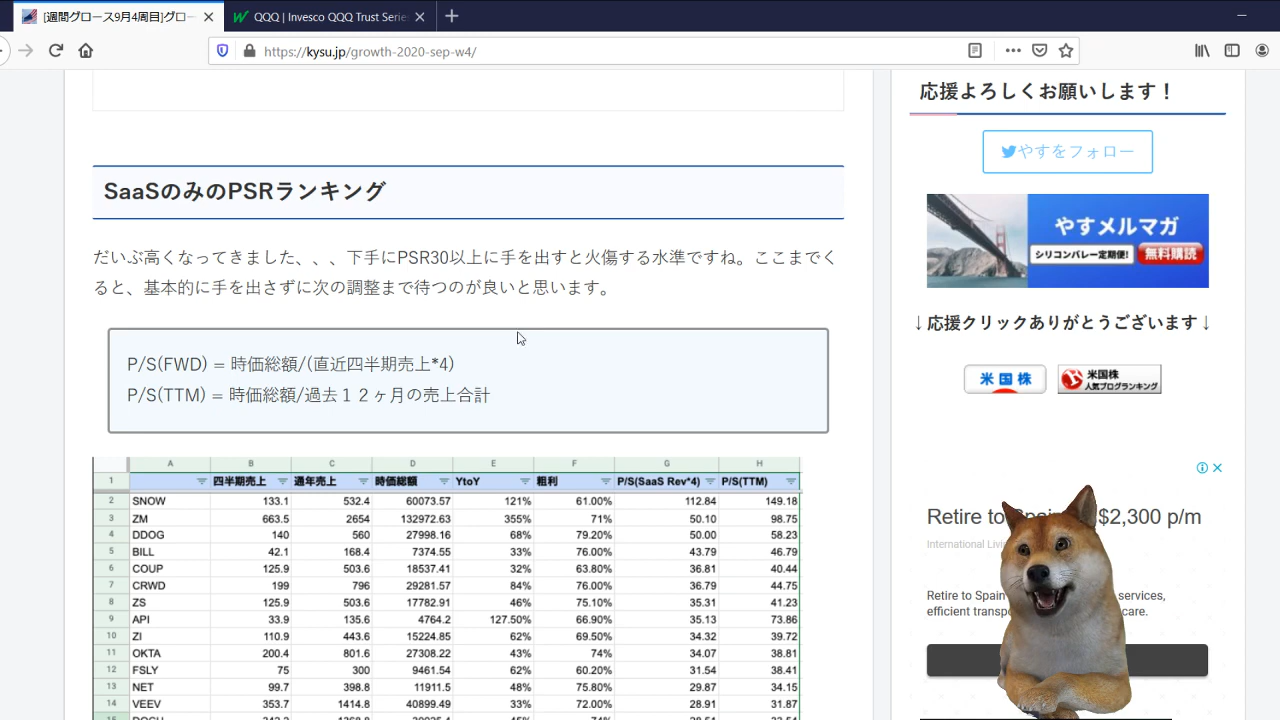 [週間グロース9月4周目]グロー
QQQ | Invesco QQQ Trust Serie
https://kysu.jp/growth-2020-sep-w4/
SaaSのみのPSRランキング
だいぶ高くなってきました、、、下手にPSR30以上に手を出すと火傷する水準ですね。ここまでく
ると、基本的に手を出さずに次の調整まで待つのが良いと思います。
P/S(FWD) = 時価総額/(直近四半期売上*4)
P/S(TTM) = 時価総額/過去１２ヶ月の売上合計
A B C D E F G H
1 四半期売上 通年売上 時価総額 YtoY 粗利 P/S(SaaS Rev*4) P/S(TTM)
2 SNOW 133.1 532.4 60073.57 121% 61.00% 112.84 149.18
3 ZM 663.5 2654 132972.63 355% 71% 50.10 98.75
4 DDOG 140 560 27998.16 68% 79.20% 50.00 58.23
5 BILL 42.1 168.4 7374.55 33% 76.00% 43.79 46.79
6 COUP 125.9 503.6 18537.41 32% 63.80% 36.81 40.44
7 CRWD 199 796 29281.57 84% 76.00% 36.79 44.75
8 ZS 125.9 503.6 17782.91 46% 75.10% 35.31 41.23
9 API 33.9 135.6 4764.2 127.50% 66.90% 35.13 73.86
10 ZI 110.9 443.6 15224.85 62% 69.50% 34.32 39.72
11 OKTA 200.4 801.6 27308.22 43% 74% 34.07 38.81
12 FSLY 75 300 9461.54 62% 60.20% 31.54 38.41
13 NET 99.7 398.8 11911.5 48% 75.80% 29.87 34.15
14 VEEV 353.7 1414.8 40899.49 33% 72.00% 28.91 31.87
応援よろしくお願いします！
やすをフォロー
やすメルマガ
シリコンバレー定期便! 無料購読
↓応援クリックありがとうございます↓
米国株
米国株
人気ブログランキング
Retire to $2,300 p/m
International
Retire to Spain services,
efficient care.